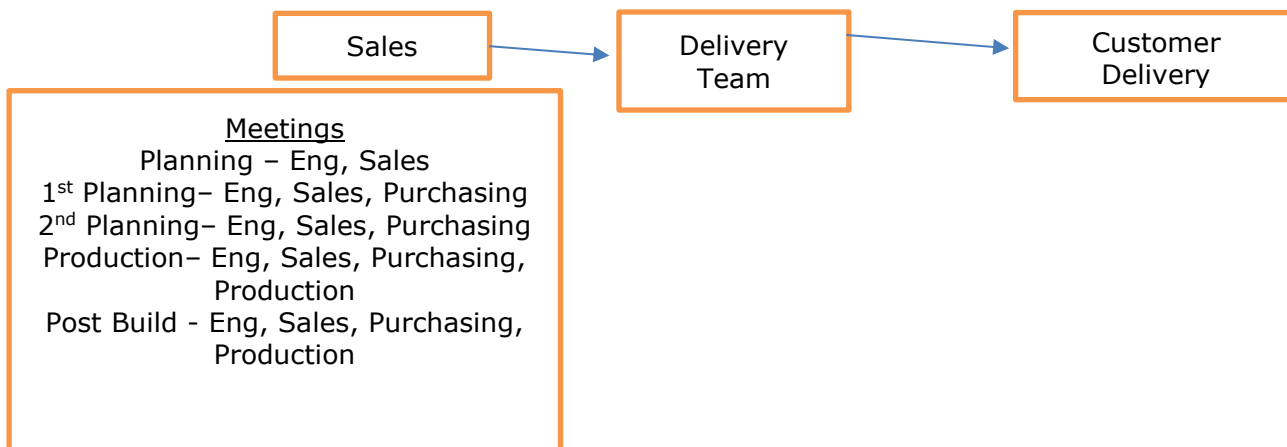 Sales
Delivery
Team
Customer
Delivery
Meetings
Planning – Eng, Sales
1st Planning– Eng, Sales, Purchasing
2nd Planning– Eng, Sales, Purchasing
Production– Eng, Sales, Purchasing,
Production
Post Build - Eng, Sales, Purchasing,
Production